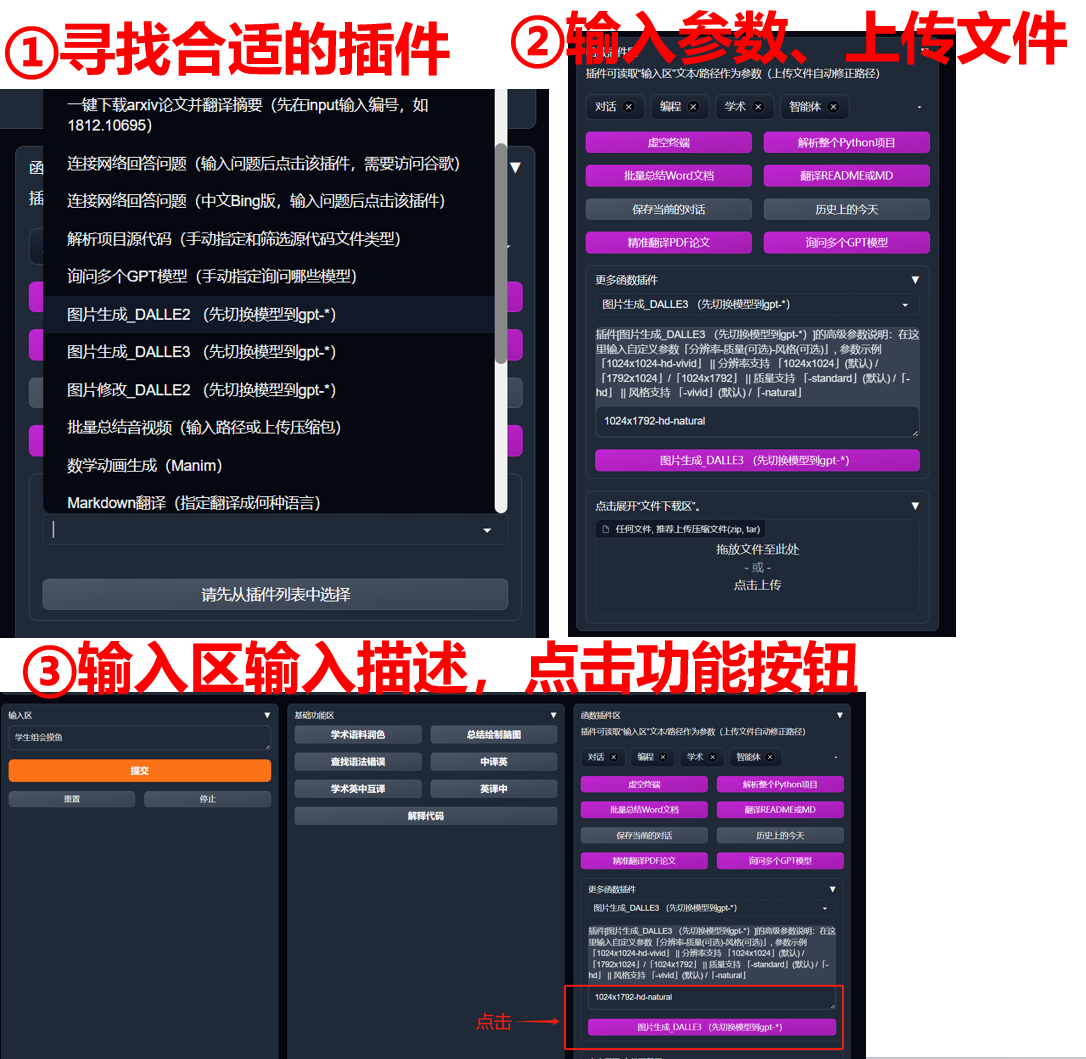 ①寻找合适的插件
②输入参数、上传文件
一键下载arxiv论文并翻译摘要（先在input输入编号，如
1812.10695）
连接网络回答问题（输入问题后点击该插件，需要访问谷歌）
连接网络回答问题（中文Bing版，输入问题后点击该插件）
解析项目源代码（手动指定和筛选源代码文件类型）
询问多个GPT模型（手动指定询问哪些模型）
图片生成_DALLE2 （先切换模型到gpt-*）
图片生成_DALLE3 （先切换模型到gpt-*）
图片修改_DALLE2 （先切换模型到gpt-*）
批量总结音视频（输入路径或上传压缩包）
数学动画生成（Manim）
Markdown翻译（指定翻译成何种语言）
函
插
请先从插件列表中选择
插件可读取“输入区”文本/路径作为参数（上传文件自动修正路径）
对话 编程 学术 智能体
虚空终端 解析整个Python项目
批量总结Word文档 翻译README或MD
保存当前的对话 历史上的今天
精准翻译PDF论文 询问多个GPT模型
更多函数插件
图片生成_DALLE3 （先切换模型到gpt-*）
插件[图片生成_DALLE3 （先切换模型到gpt-*）]的高级参数说明：在这
里输入自定义参数「分辨率-质量(可选)-风格(可选)」, 参数示例
「1024x1024-hd-vivid」 || 分辨率支持 「1024x1024」(默认) /
「1792x1024」/「1024x1792」 || 质量支持 「-standard」(默认) /「-
hd」 || 风格支持 「-vivid」(默认) /「-natural」
1024x1792-hd-natural
图片生成_DALLE3 （先切换模型到gpt-*）
点击展开“文件下载区”。
任何文件, 推荐上传压缩文件(zip, tar)
拖放文件至此处
- 或 -
点击上传
③输入区输入描述，点击功能按钮
输入区
学生组会摸鱼
提交
重置 停止
基础功能区
学术语料润色 总结绘制脑图
查找语法错误 中译英
学术英中互译 英译中
解释代码
函数插件区
插件可读取“输入区”文本/路径作为参数（上传文件自动修正路径）
对话 编程 学术 智能体
虚空终端 解析整个Python项目
批量总结Word文档 翻译README或MD
保存当前的对话 历史上的今天
精准翻译PDF论文 询问多个GPT模型
更多函数插件
图片生成_DALLE3 （先切换模型到gpt-*）
插件[图片生成_DALLE3 （先切换模型到gpt-*）]的高级参数说明：在这
里输入自定义参数「分辨率-质量(可选)-风格(可选)」, 参数示例
「1024x1024-hd-vivid」 || 分辨率支持 「1024x1024」(默认) /
「1792x1024」/「1024x1792」 || 质量支持 「-standard」(默认) /「-
hd」 || 风格支持 「-vivid」(默认) /「-natural」
1024x1792-hd-natural
点击
图片生成_DALLE3 （先切换模型到gpt-*）